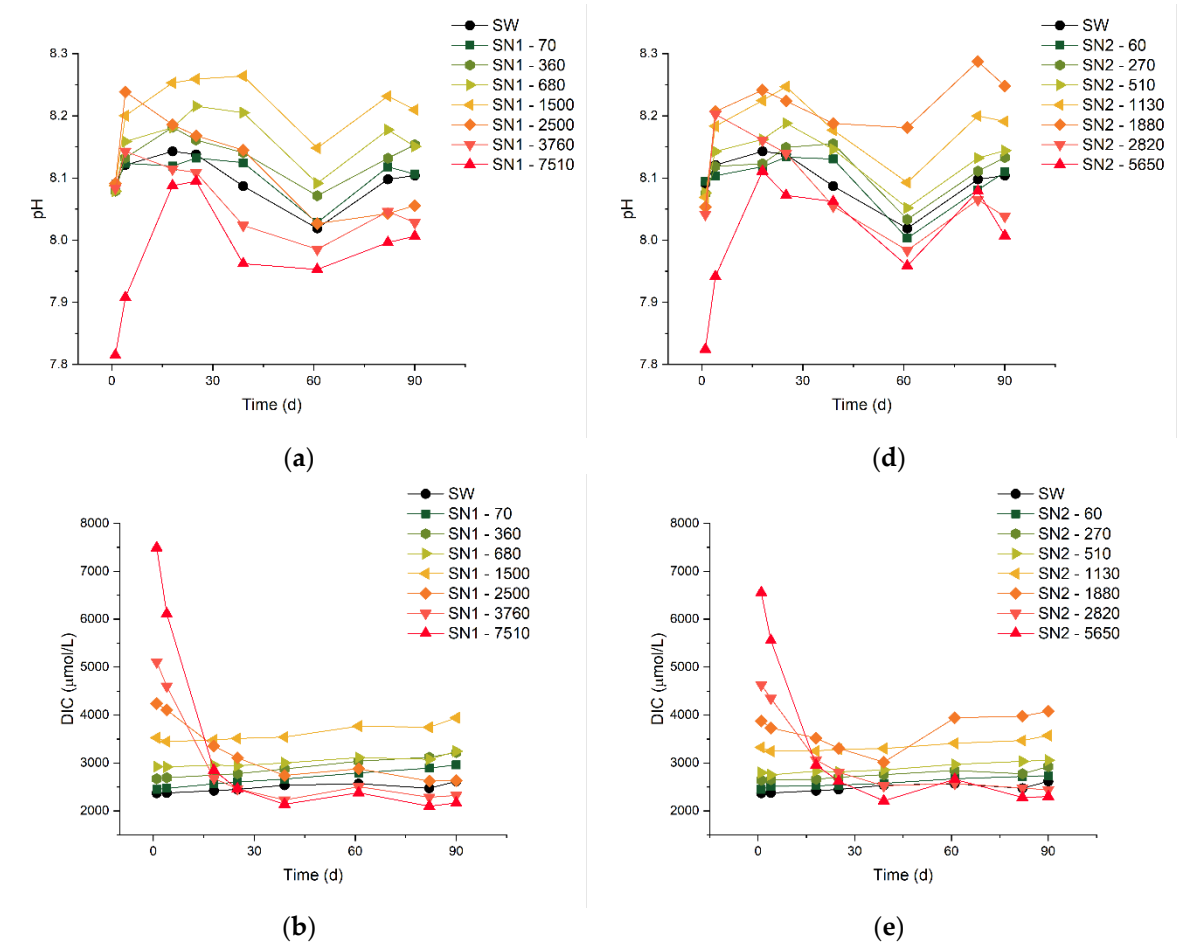 SW
SN1 - 70
SN1 - 360
SN1 - 680
SN1 - 1500
SN1 - 2500
SN1 - 3760
SN1 - 7510
8.3
8.2
8.1
8.0
7.9
7.8
pH
0
30
60
90
Time (d)
(a)
SW
SN2 - 60
SN2 - 270
SN2 - 510
SN2 - 1130
SN2 - 1880
SN2 - 2820
SN2 - 5650
8.3
8.2
8.1
8.0
7.9
7.8
pH
0
30
60
90
Time (d)
(d)
SW
SN1 - 70
SN1 - 360
SN1 - 680
SN1 - 1500
SN1 - 2500
SN1 - 3760
SN1 - 7510
8000
7000
6000
5000
4000
3000
2000
DIC (μmol/L)
0
30
60
90
Time (d)
(b)
SW
SN2 - 60
SN2 - 270
SN2 - 510
SN2 - 1130
SN2 - 1880
SN2 - 2820
SN2 - 5650
8000
7000
6000
5000
4000
3000
2000
DIC (μmol/L)
0
30
60
90
Time (d)
(e)